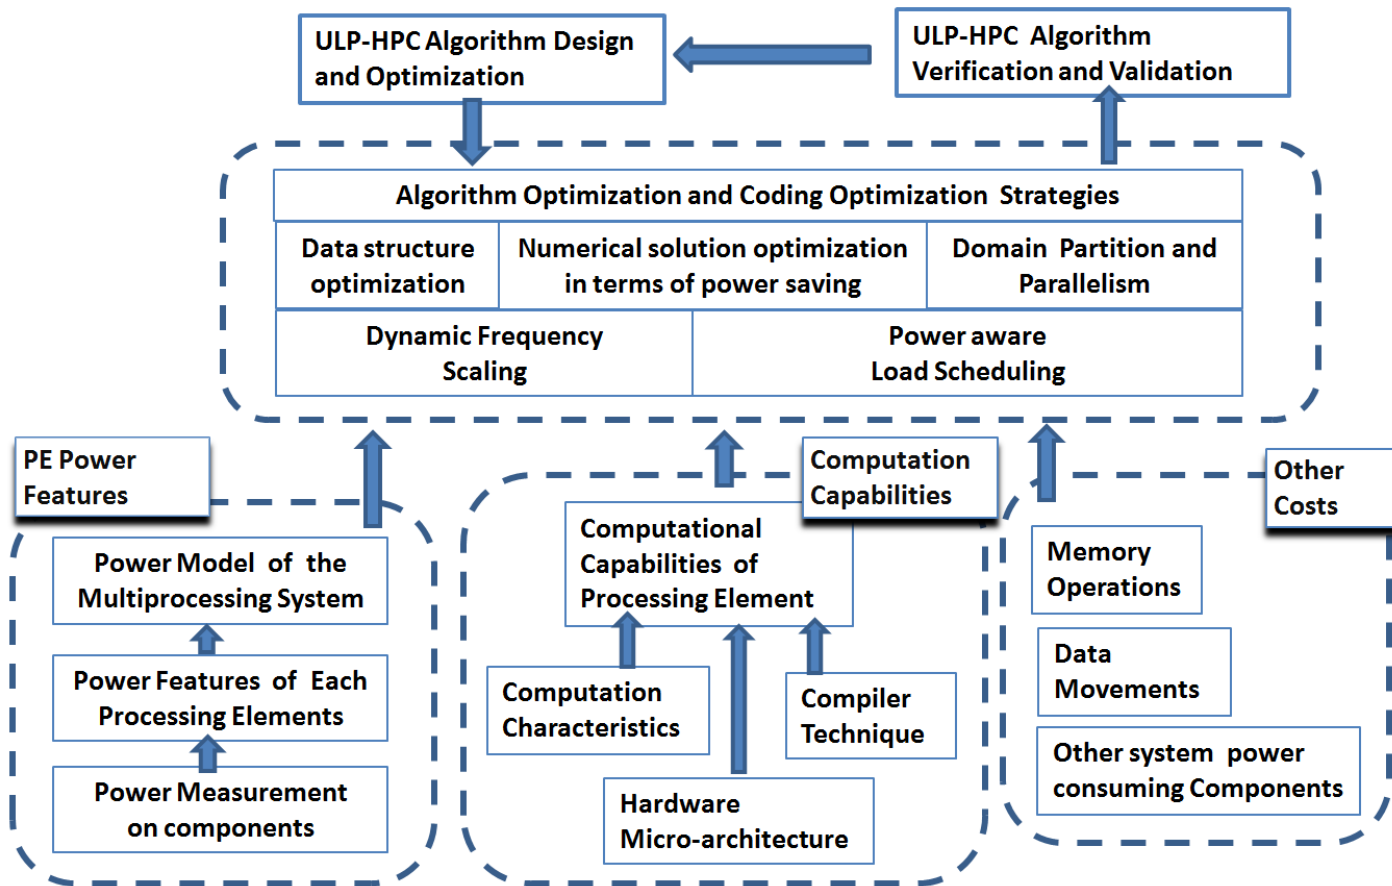 ULP-HPC Algorithm Design
and Optimization
ULP-HPC Algorithm
Verification and Validation
Algorithm Optimization and Coding Optimization Strategies
Data structure
optimization
Numerical solution optimization
in terms of power saving
Domain Partition and
Parallelism
Dynamic Frequency
Scaling
Power aware
Load Scheduling
PE Power
Features
Power Model of the
Multiprocessing System
Power Features of Each
Processing Elements
Power Measurement
on components
Computation
Capabilities
Computational
Capabilities of
Processing Element
Computation
Characteristics
Compiler
Technique
Hardware
Micro-architecture
Other
Costs
Memory
Operations
Data
Movements
Other system power
consuming Components